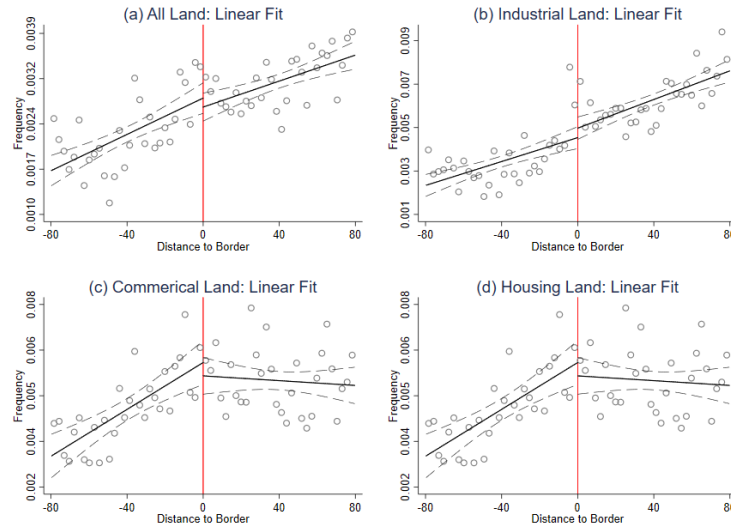 (a) All Land: Linear Fit
Frequency
0.0039
0.0032
0.0024
0.0017
0.0010
-80 -40 0 40 80
Distance to Border
(b) Industrial Land: Linear Fit
Frequency
0.009
0.007
0.005
0.003
0.001
-80 -40 0 40 80
Distance to Border
(c) Commerical Land: Linear Fit
Frequency
0.008
0.006
0.005
0.004
0.002
-80 -40 0 40 80
Distance to Border
(d) Housing Land: Linear Fit
Frequency
0.008
0.006
0.005
0.004
0.002
-80 -40 0 40 80
Distance to Border